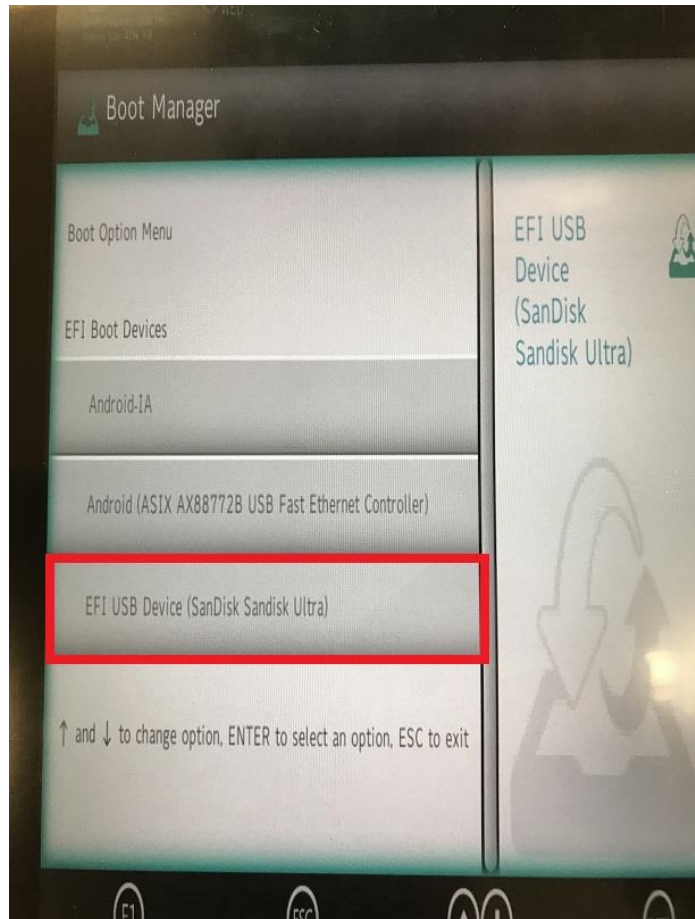 Boot Manager
Boot Option Menu
EFI Boot Devices
Android-IA
Android (ASIX AX88772B USB Fast Ethernet Controller)
EFI USB Device (SanDisk Sandisk Ultra)
↑ and ↓ to change option, ENTER to select an option, ESC to exit
EFI USB
Device
(SanDisk
Sandisk Ultra)
F1
ESC